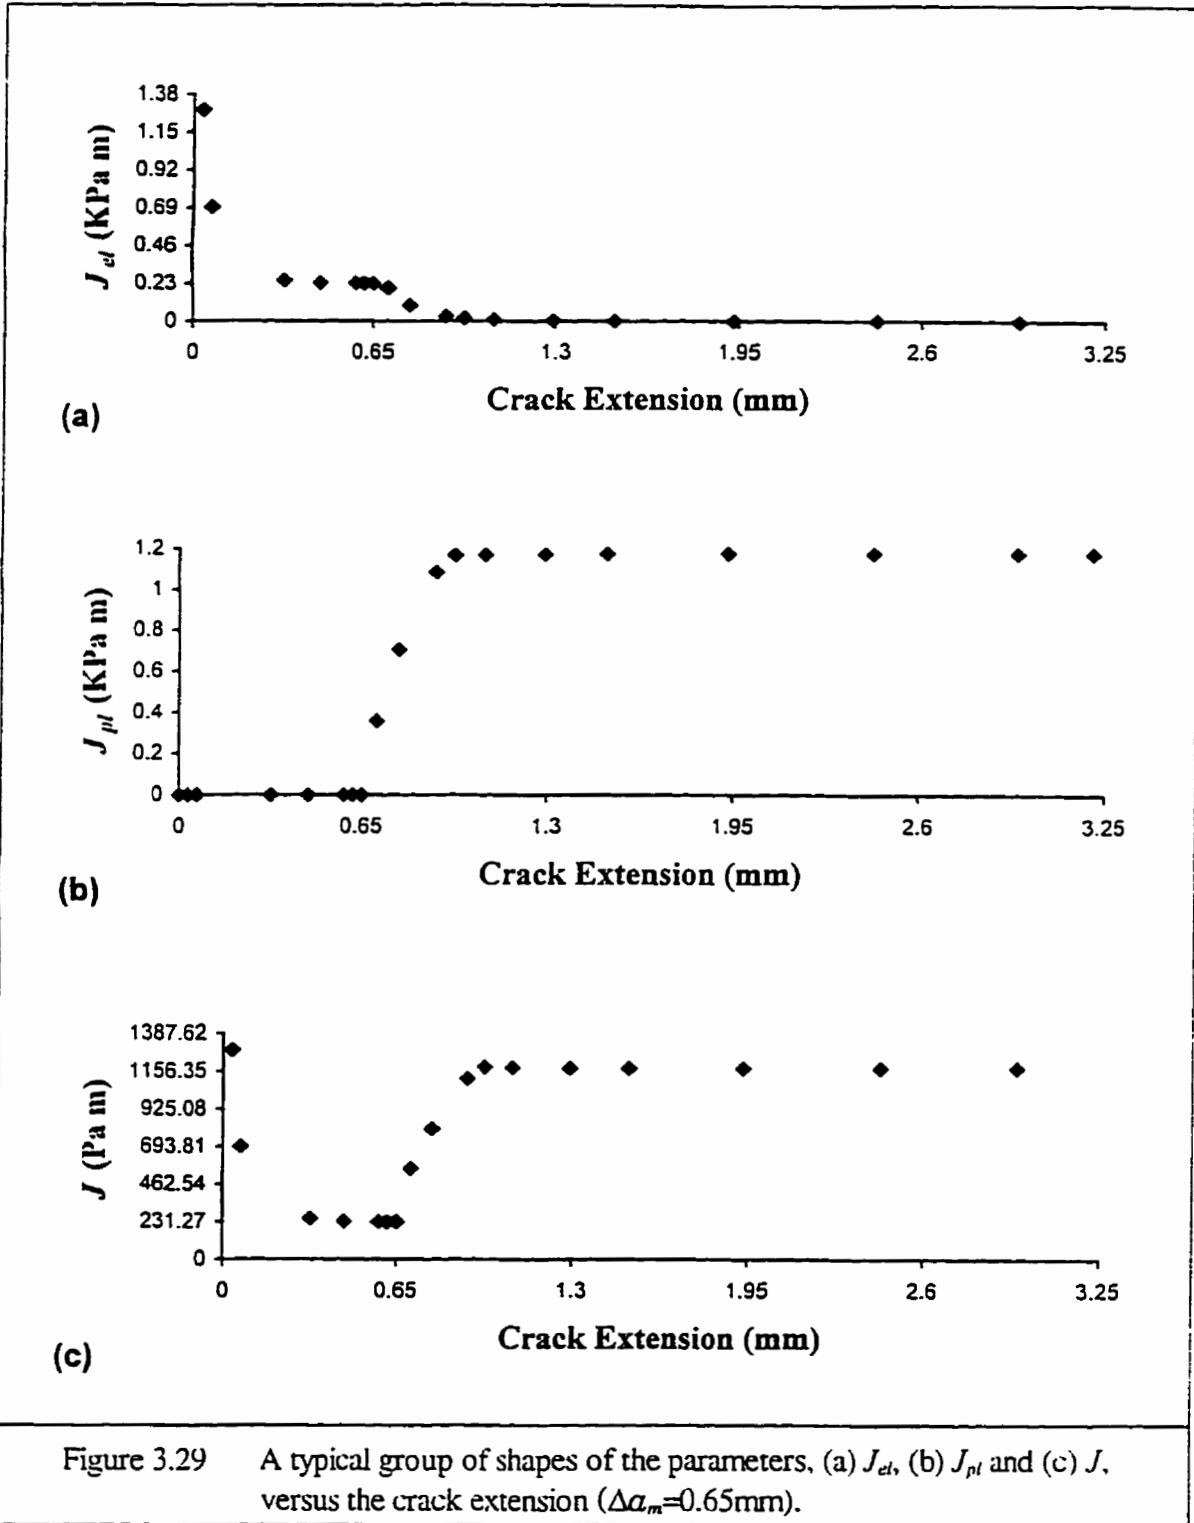 1.38
1.15
0.92
0.69
0.46
0.23
0
J_el (KPa m)
0 0.65 1.3 1.95 2.6 3.25
Crack Extension (mm)
(a)
1.2
1
0.8
0.6
0.4
0.2
0
J_pl (KPa m)
0 0.65 1.3 1.95 2.6 3.25
Crack Extension (mm)
(b)
1387.62
1156.35
925.08
693.81
462.54
231.27
0
J (Pa m)
0 0.65 1.3 1.95 2.6 3.25
Crack Extension (mm)
(c)
Figure 3.29 A typical group of shapes of the parameters, (a) J_el, (b) J_pl and (c) J,
versus the crack extension (Δa_m=0.65mm).